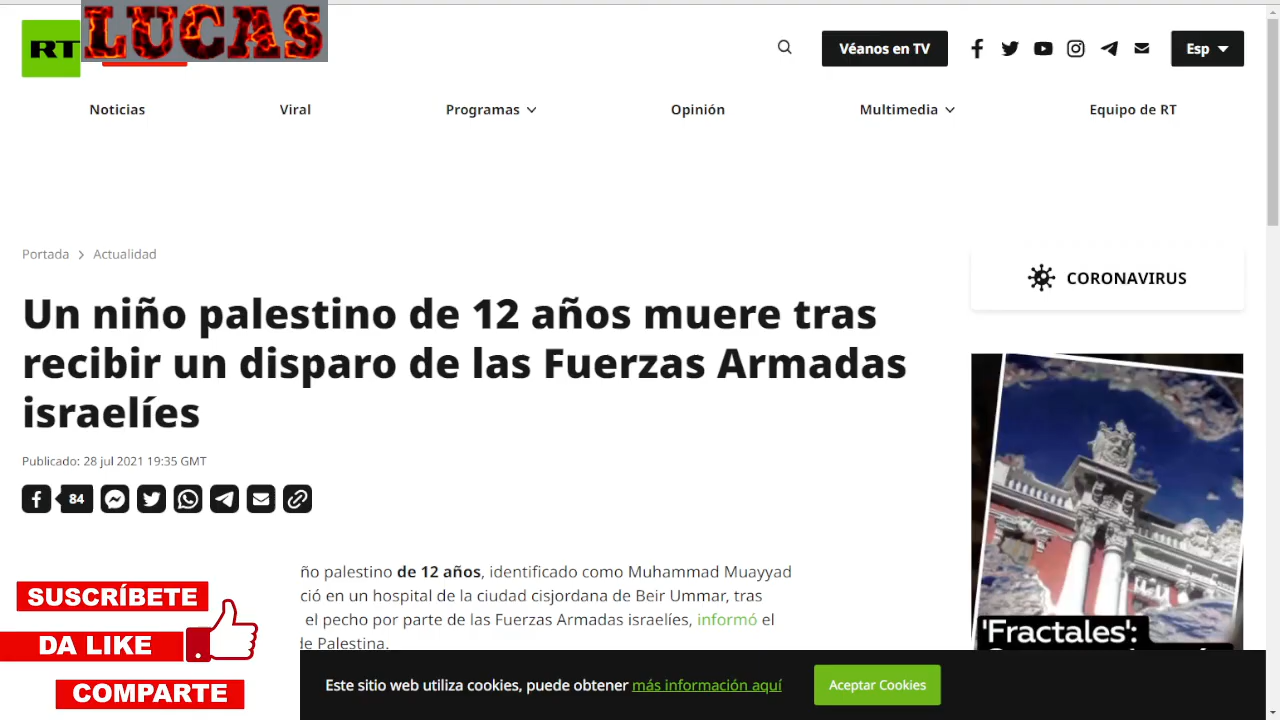 RT
LUCAS
Véanos en TV
Esp
Noticias
Viral
Programas
Opinión
Multimedia
Equipo de RT
Portada
Actualidad
Un niño palestino de 12 años muere tras
recibir un disparo de las Fuerzas Armadas
israelíes
Publicado: 28 jul 2021 19:35 GMT
84
ño palestino de 12 años, identificado como Muhammad Muayyad
ció en un hospital de la ciudad cisjordana de Beir Ummar, tras
el pecho por parte de las Fuerzas Armadas israelíes, informó el
de Palestina.
CORONAVIRUS
'Fractales':
SUSCRÍBETE
DA LIKE
COMPARTE
Este sitio web utiliza cookies, puede obtener más información aquí
Aceptar Cookies